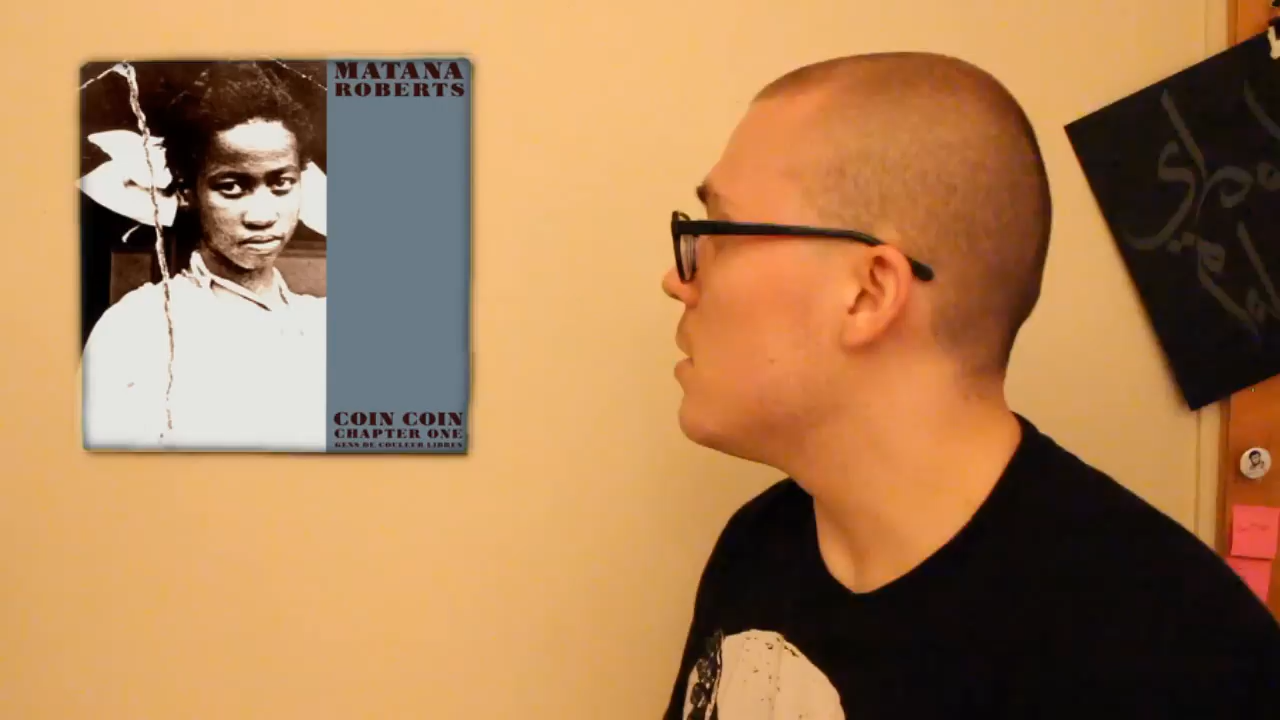 MATANA
ROBERTS
COIN COIN
CHAPTER ONE
GENS DE COULEUR LIBRES